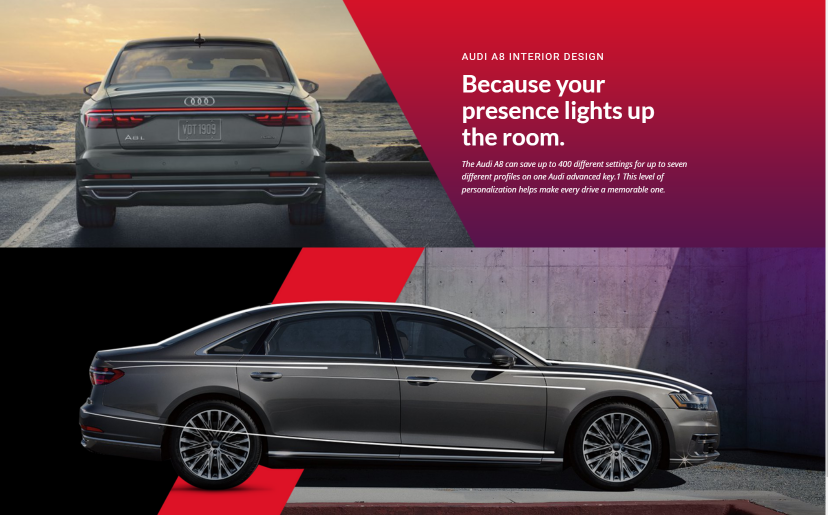 AUDI A8 INTERIOR DESIGN
Because your
presence lights up
the room.
The Audi A8 can save up to 400 different settings for up to seven
different profiles on one Audi advanced key.1 This level of
personalization helps make every drive a memorable one.
VDT 1909
A8 L